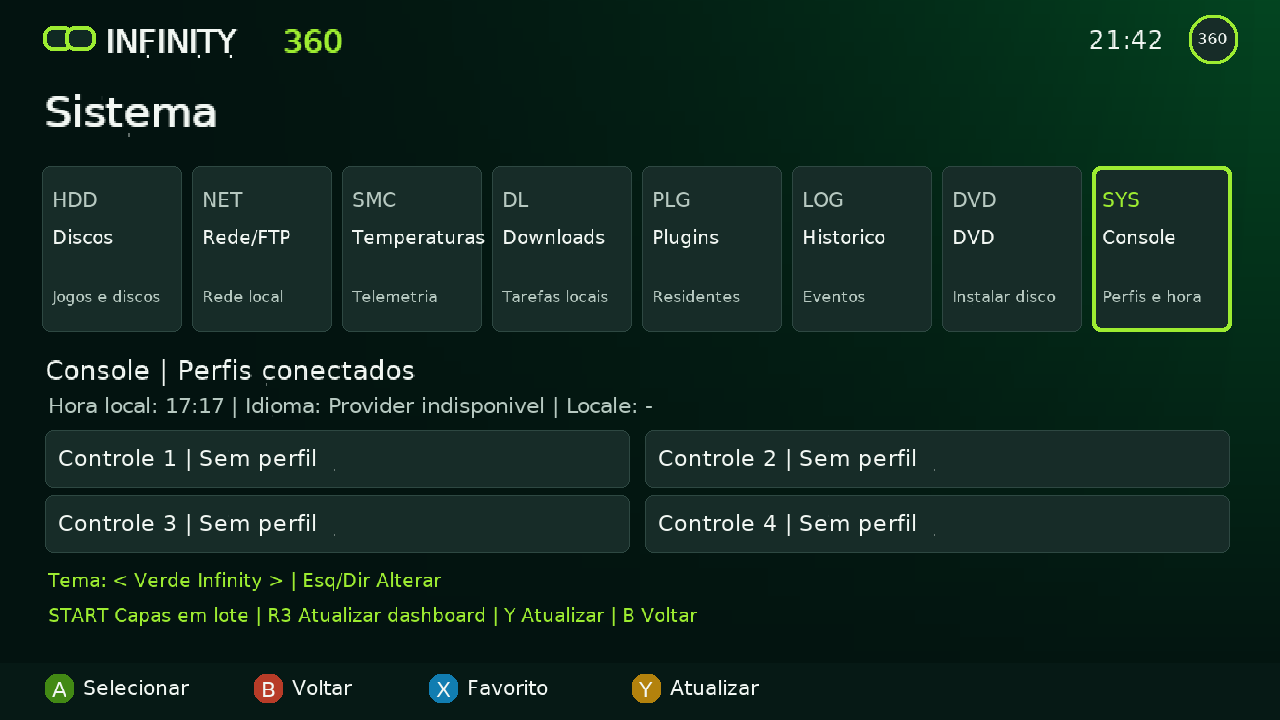 INFINITY 360
21:42
360
Sistema
HDD
Discos
Jogos e discos
NET
Rede/FTP
Rede local
SMC
Temperaturas
Telemetria
DL
Downloads
Tarefas locais
PLG
Plugins
Residentes
LOG
Historico
Eventos
DVD
DVD
Instalar disco
SYS
Console
Perfis e hora
Console | Perfis conectados
Hora local: 17:17 | Idioma: Provider indisponivel | Locale: -
Controle 1 | Sem perfil
Controle 2 | Sem perfil
Controle 3 | Sem perfil
Controle 4 | Sem perfil
Tema: < Verde Infinity > | Esq/Dir Alterar
START Capas em lote | R3 Atualizar dashboard | Y Atualizar | B Voltar
A Selecionar
B Voltar
X Favorito
Y Atualizar